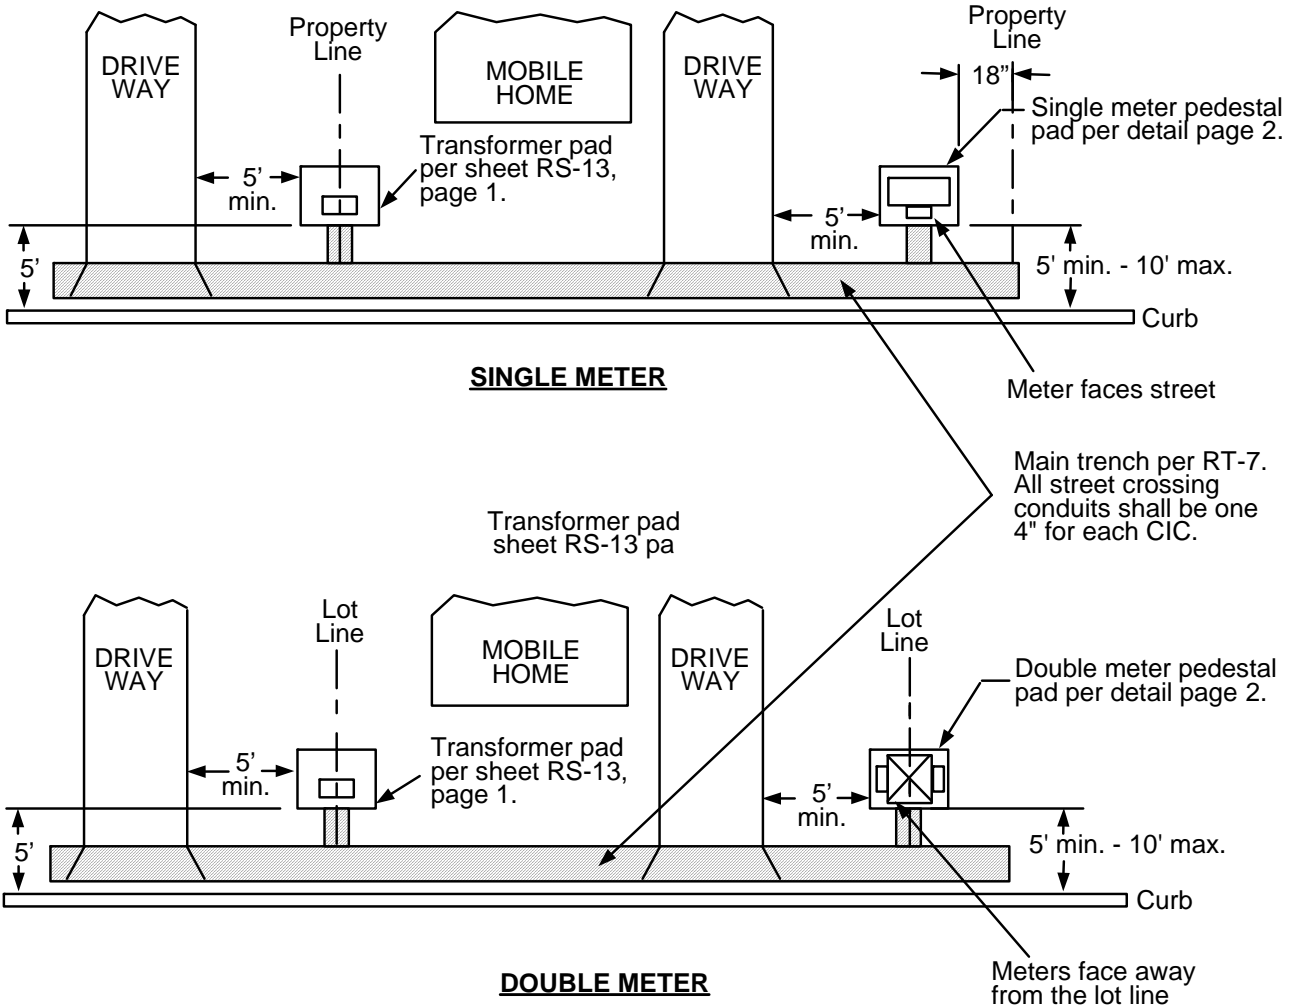 DRIVE
WAY
Property
Line
MOBILE
HOME
DRIVE
WAY
Property
Line
18"
Single meter pedestal
pad per detail page 2.
Transformer pad
per sheet RS-13,
page 1.
5’
min.
5’
min.
5’
5' min. - 10' max.
Curb
SINGLE METER
Meter faces street
Main trench per RT-7.
All street crossing
conduits shall be one
4" for each CIC.
Transformer pad
sheet RS-13 pa
DRIVE
WAY
Lot
Line
MOBILE
HOME
DRIVE
WAY
Lot
Line
Double meter pedestal
pad per detail page 2.
Transformer pad
per sheet RS-13,
page 1.
5’
min.
5’
min.
5’
5' min. - 10' max.
Curb
DOUBLE METER
Meters face away
from the lot line